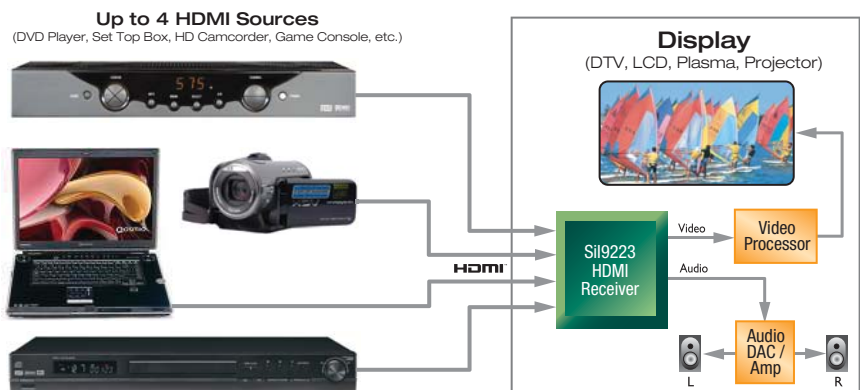 Up to 4 HDMI Sources
(DVD Player, Set Top Box, HD Camcorder, Game Console, etc.)
575.
Qosmio
HDMI
Display
(DTV, LCD, Plasma, Projector)
SiI9223
HDMI
Receiver
Video
Audio
Video
Processor
Audio
DAC /
Amp
L
R